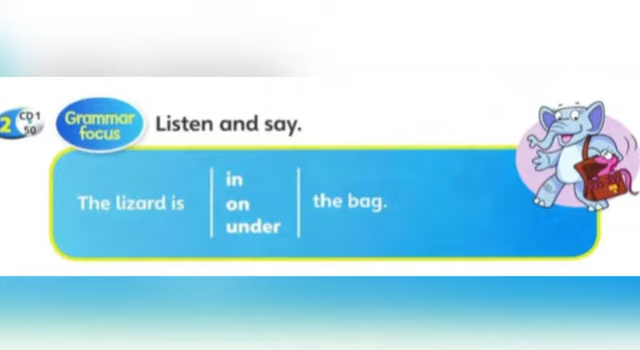 2 CD1
50
Grammar
focus
Listen and say.
The lizard is
in
on
under
the bag.